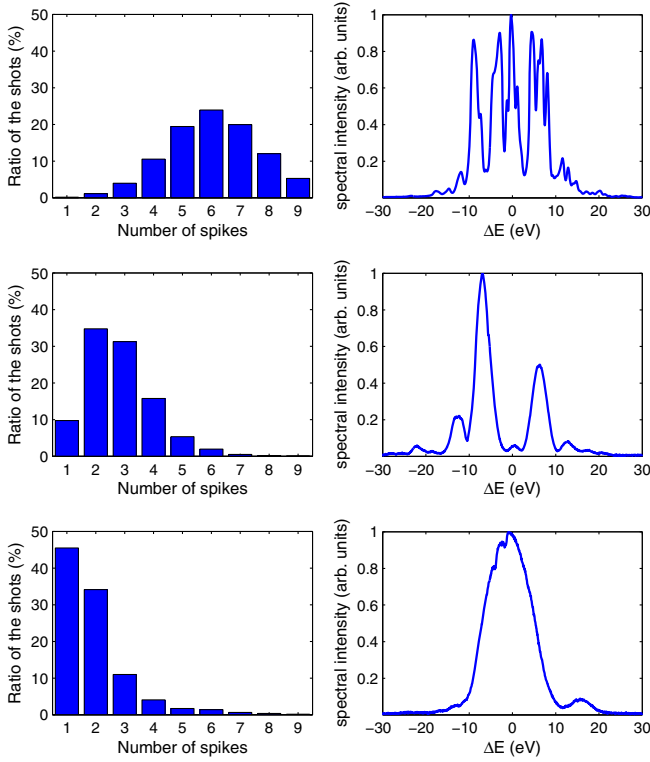 50
40
30
20
10
0
Ratio of the shots (%)
1 2 3 4 5 6 7 8 9
Number of spikes
1
0.8
0.6
0.4
0.2
spectral intensity (arb. units)
−30 −20 −10 0 10 20 30
ΔE (eV)
50
40
30
20
10
0
Ratio of the shots (%)
1 2 3 4 5 6 7 8 9
Number of spikes
1
0.8
0.6
0.4
0.2
spectral intensity (arb. units)
−30 −20 −10 0 10 20 30
ΔE (eV)
50
40
30
20
10
0
Ratio of the shots (%)
1 2 3 4 5 6 7 8 9
Number of spikes
1
0.8
0.6
0.4
0.2
spectral intensity (arb. units)
−30 −20 −10 0 10 20 30
ΔE (eV)